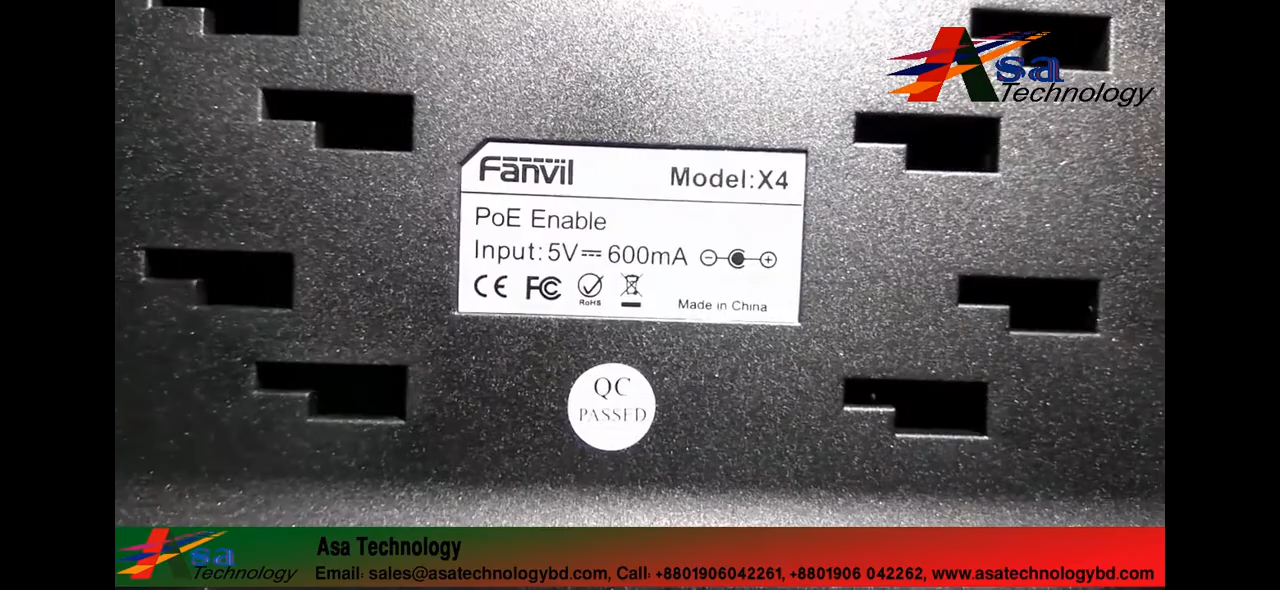 Asa
Technology
Fanvil
Model:X4
PoE Enable
Input:5V 600mA
CE FC
RoHS
Made in China
QC
PASSED
Asa
Technology
Asa Technology
Email: sales@asatechnologybd.com, Call: +8801906042261, +8801906 042262, www.asatechnologybd.com